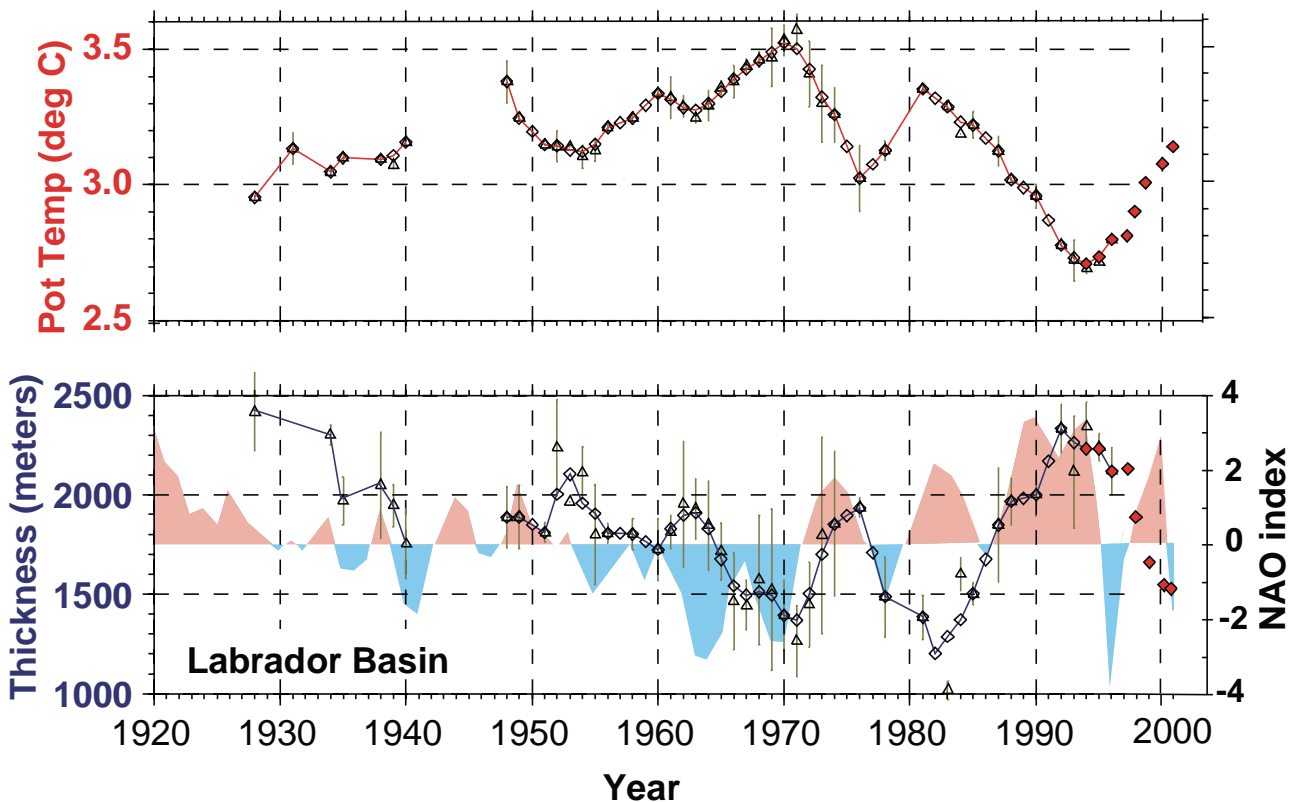 Pot Temp (deg C)
3.5
3.0
2.5
Thickness (meters)
2500
2000
1500
1000
4
2
0
-2
-4
NAO index
Labrador Basin
1920 1930 1940 1950 1960 1970 1980 1990 2000
Year